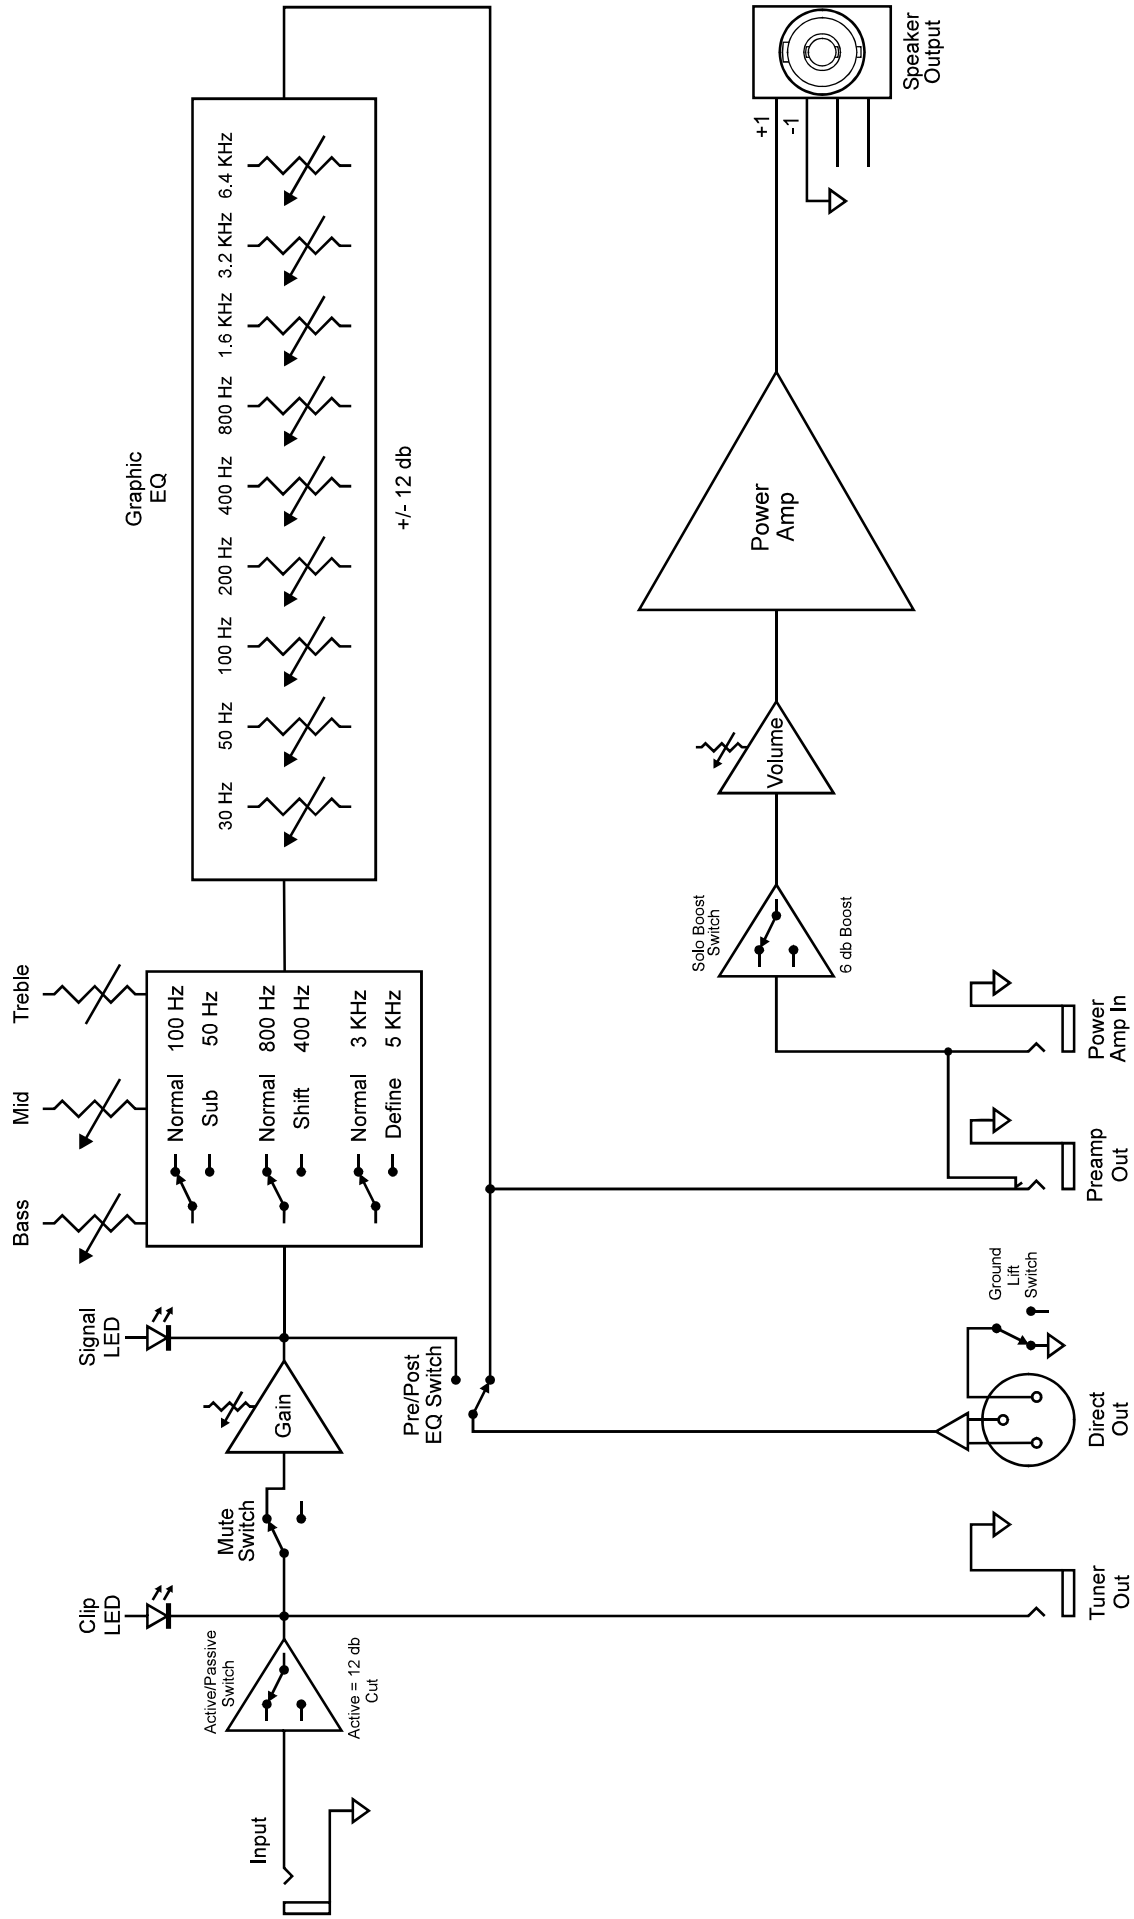 Input
Active/Passive
Switch
Active = 12 db
Cut
Clip
LED
Mute
Switch
Gain
Signal
LED
Pre/Post
EQ Switch
Bass
Mid
Treble
Normal 100 Hz
Sub 50 Hz
Normal 800 Hz
Shift 400 Hz
Normal 3 KHz
Define 5 KHz
Graphic
EQ
30 Hz 50 Hz 100 Hz 200 Hz 400 Hz 800 Hz 1.6 KHz 3.2 KHz 6.4 KHz
+/- 12 db
Solo Boost
Switch
6 db Boost
Volume
Power
Amp
+1
-1
Speaker
Output
Tuner
Out
Direct
Out
Ground
Lift
Switch
Preamp
Out
Power
Amp In